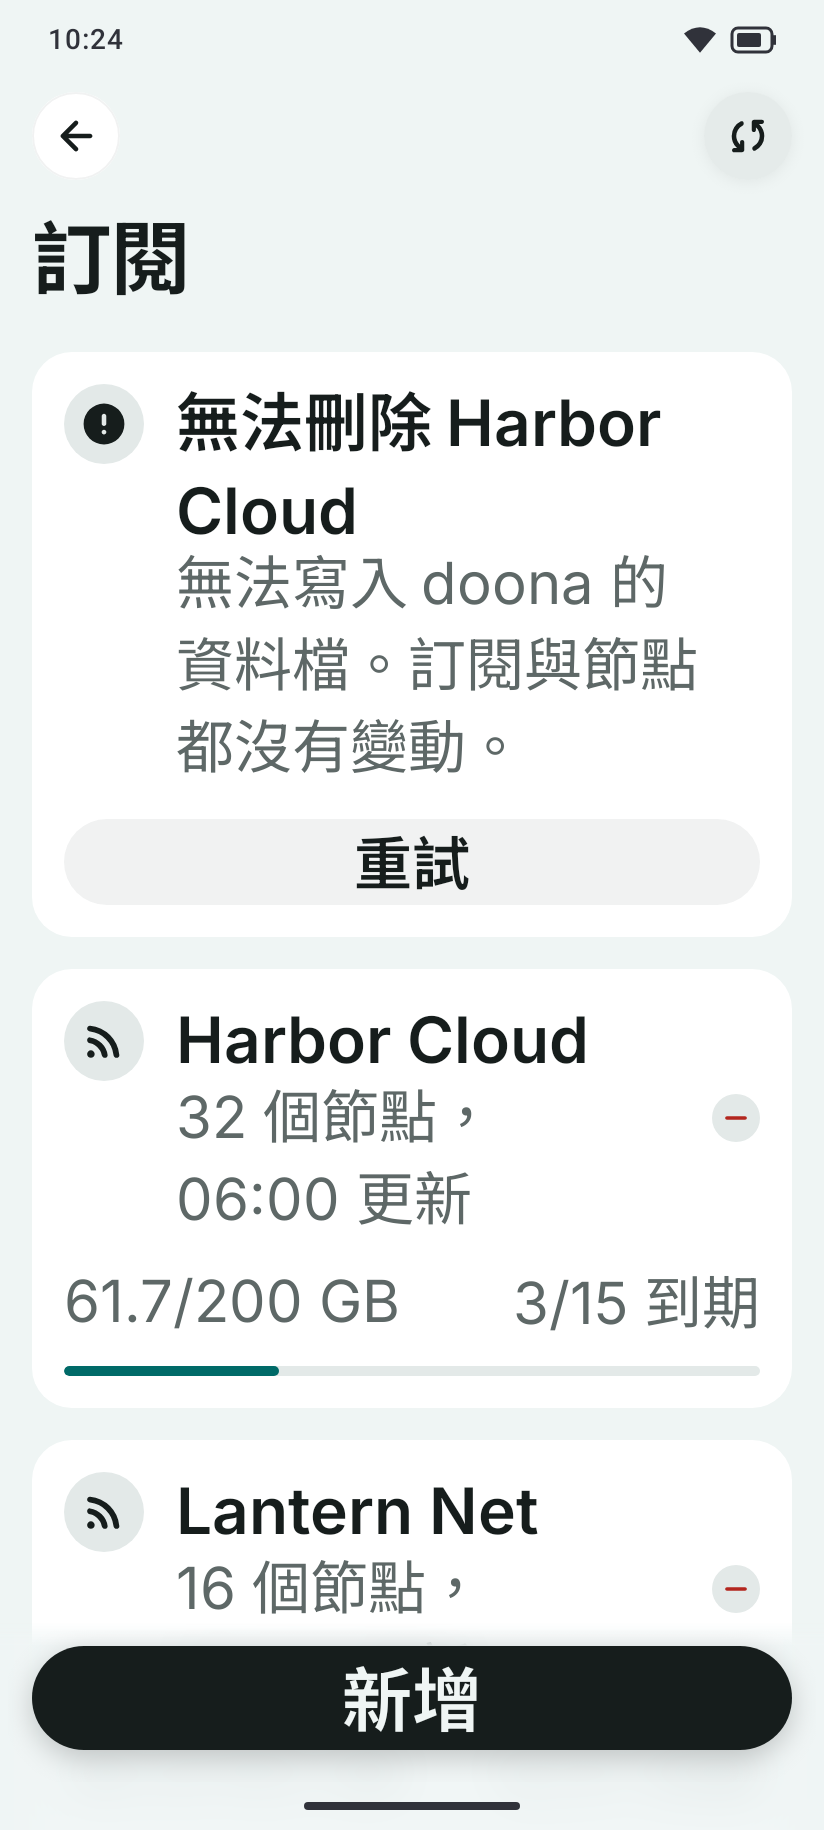 10:24
訂閱
無法刪除 Harbor
Cloud
無法寫入 doona 的
資料檔。訂閱與節點
都沒有變動。
重試
Harbor Cloud
32 個節點，
06:00 更新
61.7/200 GB
3/15 到期
Lantern Net
16 個節點，
新增